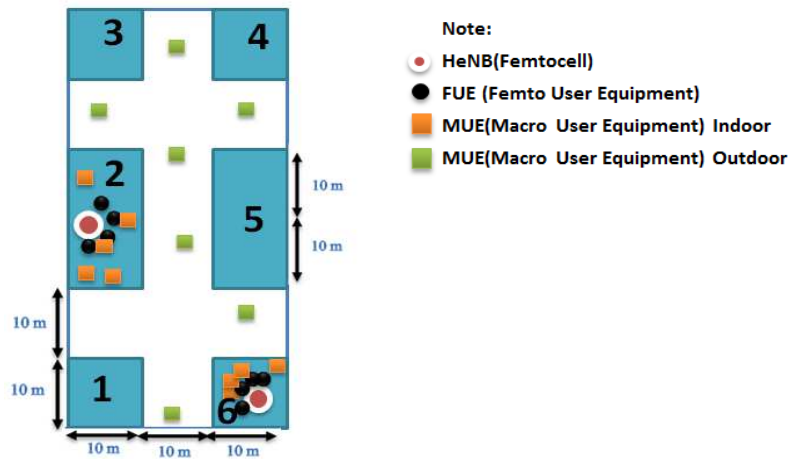 3 4
Note:
HeNB(Femtocell)
FUE (Femto User Equipment)
MUE(Macro User Equipment) Indoor
MUE(Macro User Equipment) Outdoor
2
10 m
5
10 m
10 m
10 m
1
6
10 m 10 m 10 m